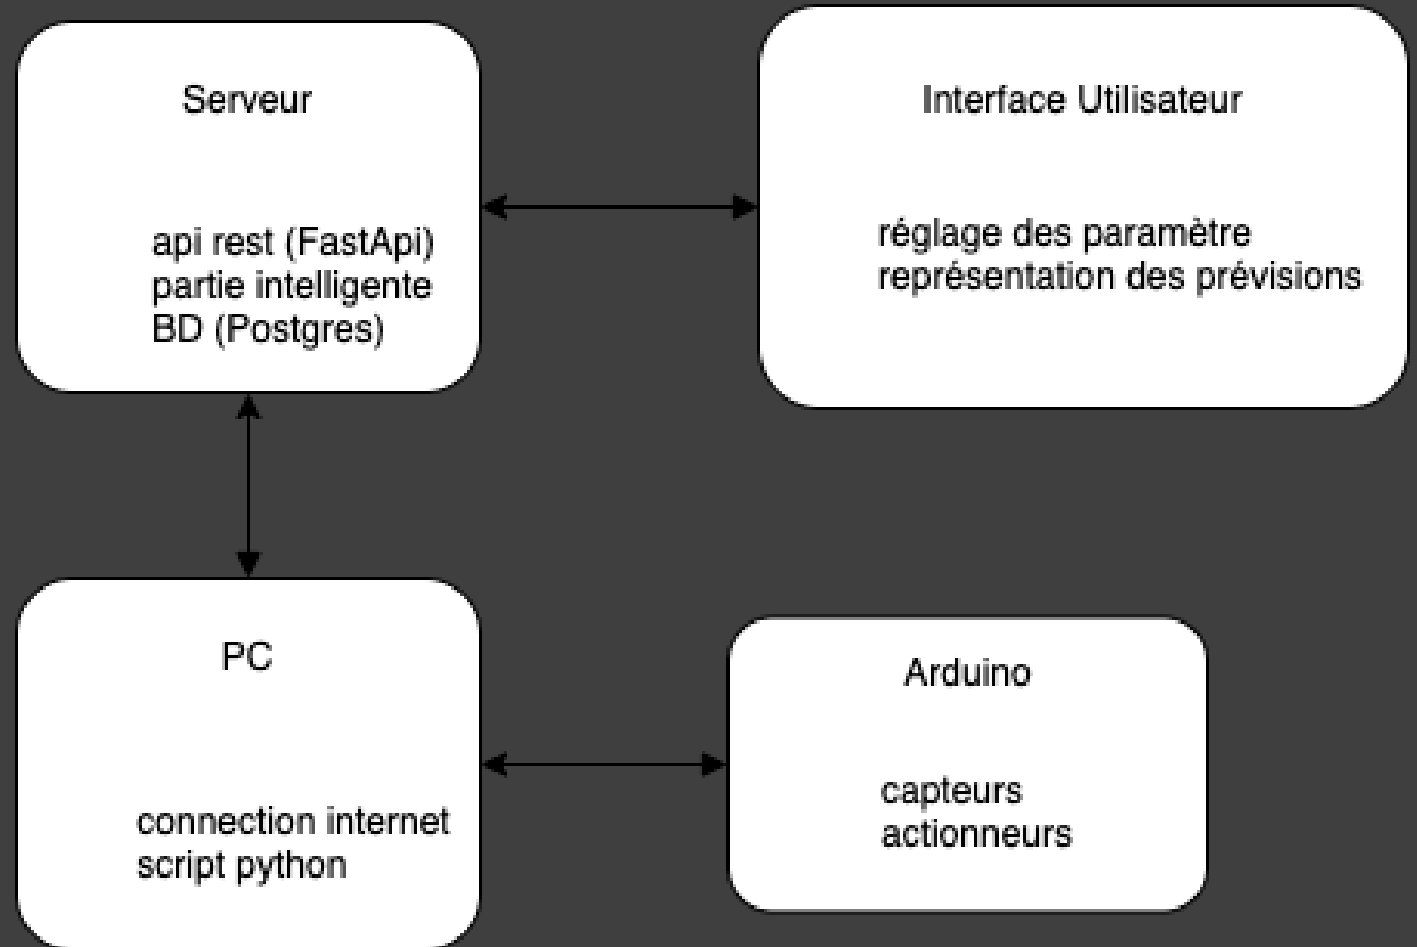 Serveur
api rest (FastApi)
partie intelligente
BD (Postgres)
Interface Utilisateur
réglage des paramètre
représentation des prévisions
PC
connection internet
script python
Arduino
capteurs
actionneurs